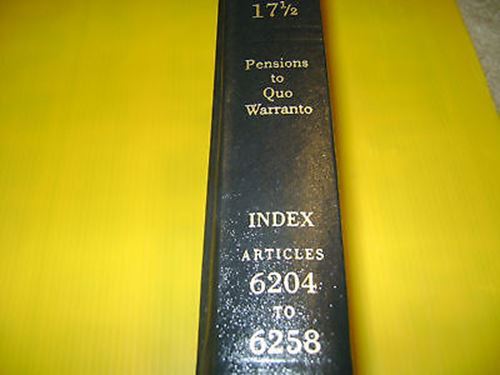 17½
Pensions
to
Quo
Warranto
INDEX
ARTICLES
6204
TO
6258